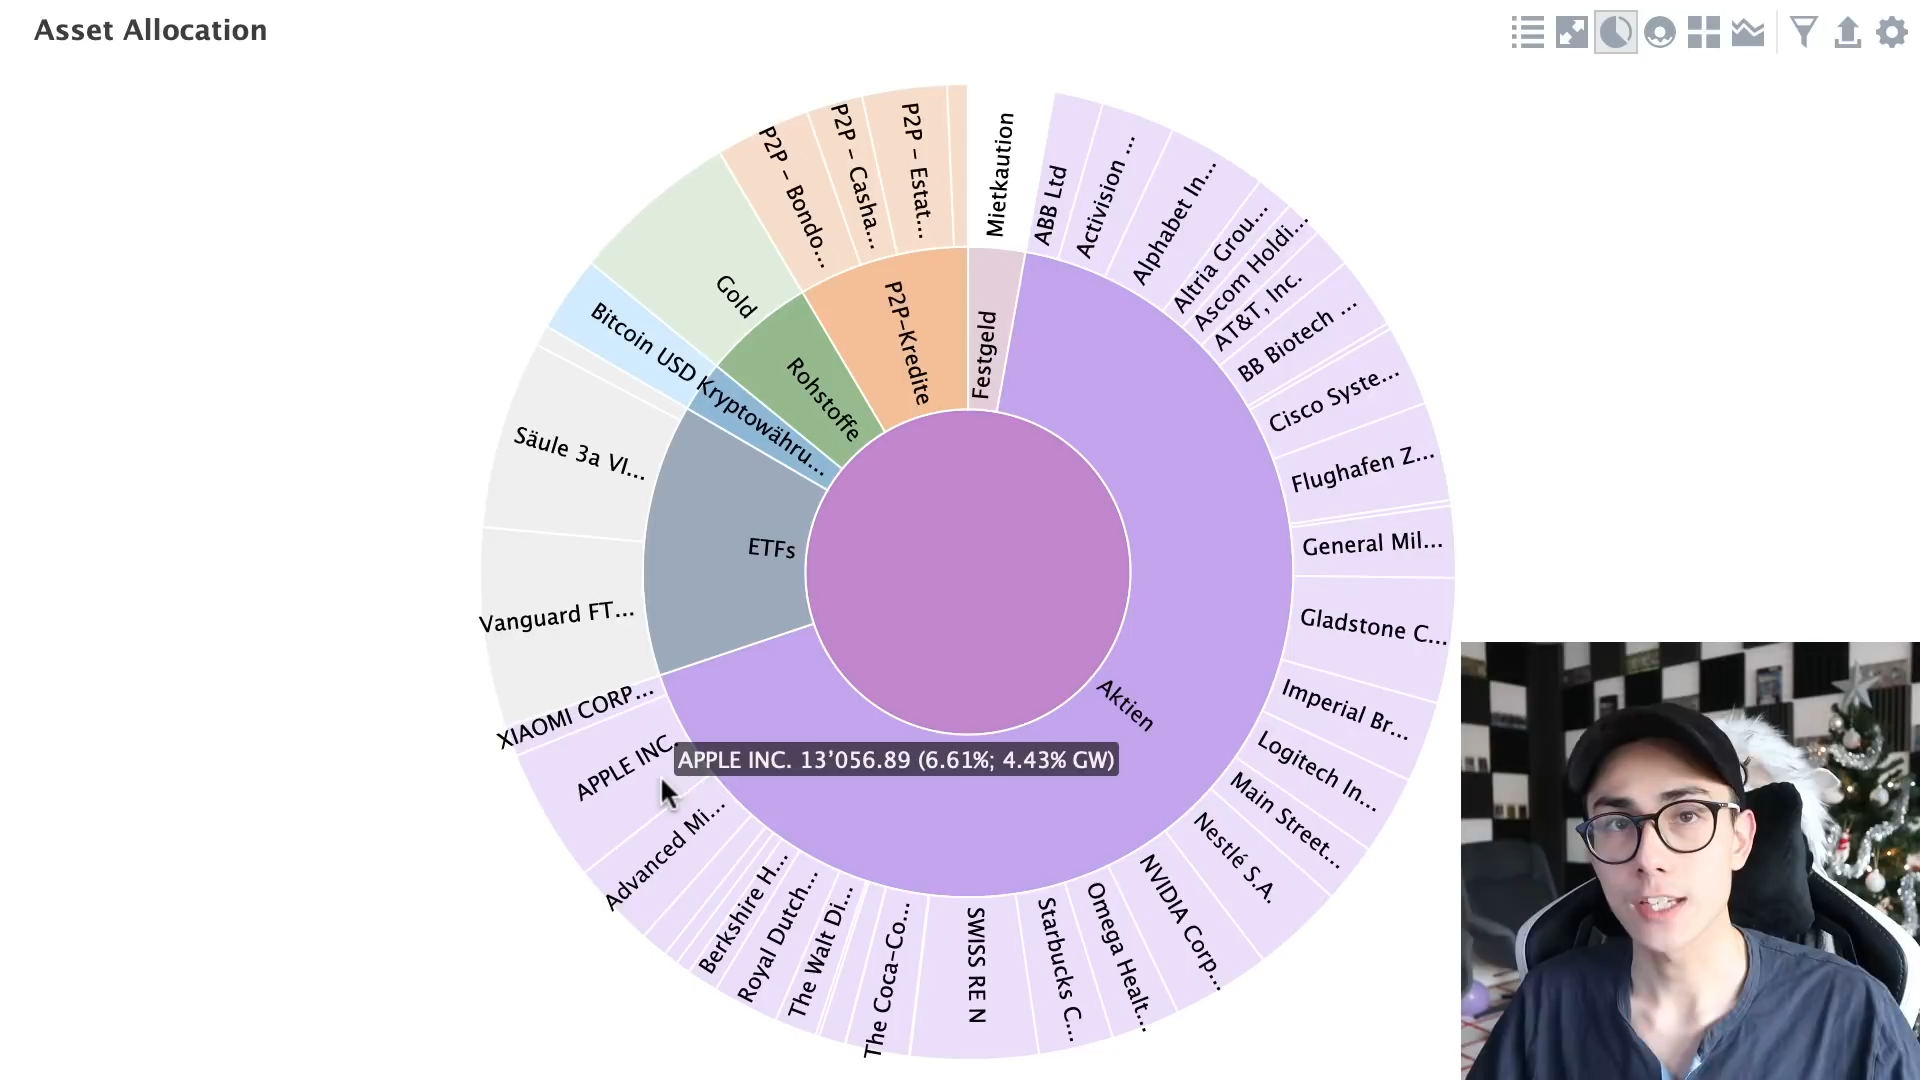 Asset Allocation
P2P - Bondo...
P2P - Casha...
P2P - Estat...
Mietkaution
ABB Ltd
Activision ...
Alphabet In...
Altria Grou...
Ascom Holdi...
AT&T, Inc.
BB Biotech ...
Cisco Syste...
Flughafen Z...
General Mil...
Gladstone C...
Imperial Br...
Logitech In...
Main Street...
Nestlé S.A.
NVIDIA Corp...
Omega Healt...
Starbucks C...
SWISS RE N
The Coca-Co...
The Walt Di...
Royal Dutch...
Berkshire H...
Advanced Mi...
APPLE INC.
XIAOMI CORP...
Vanguard FT...
Säule 3a VI...
Bitcoin USD
Gold
Kryptowähru...
Rohstoffe
P2P-Kredite
Festgeld
ETFs
Aktien
APPLE INC. 13’056.89 (6.61%; 4.43% GW)